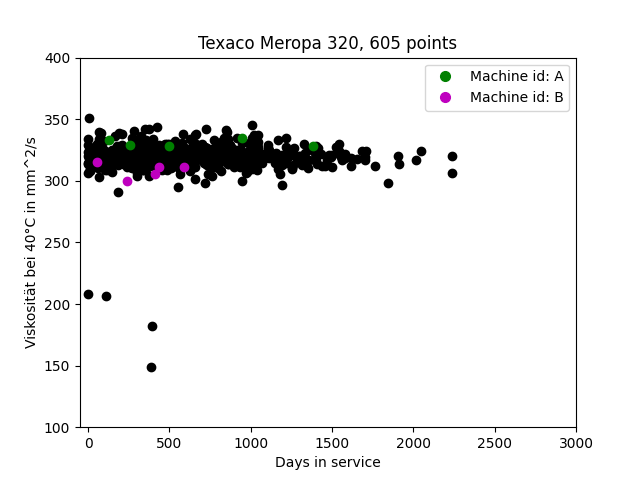 Texaco Meropa 320, 605 points
Viskosität bei 40°C in mm^2/s
400
350
300
250
200
150
100
Machine id: A
Machine id: B
0 500 1000 1500 2000 2500 3000
Days in service